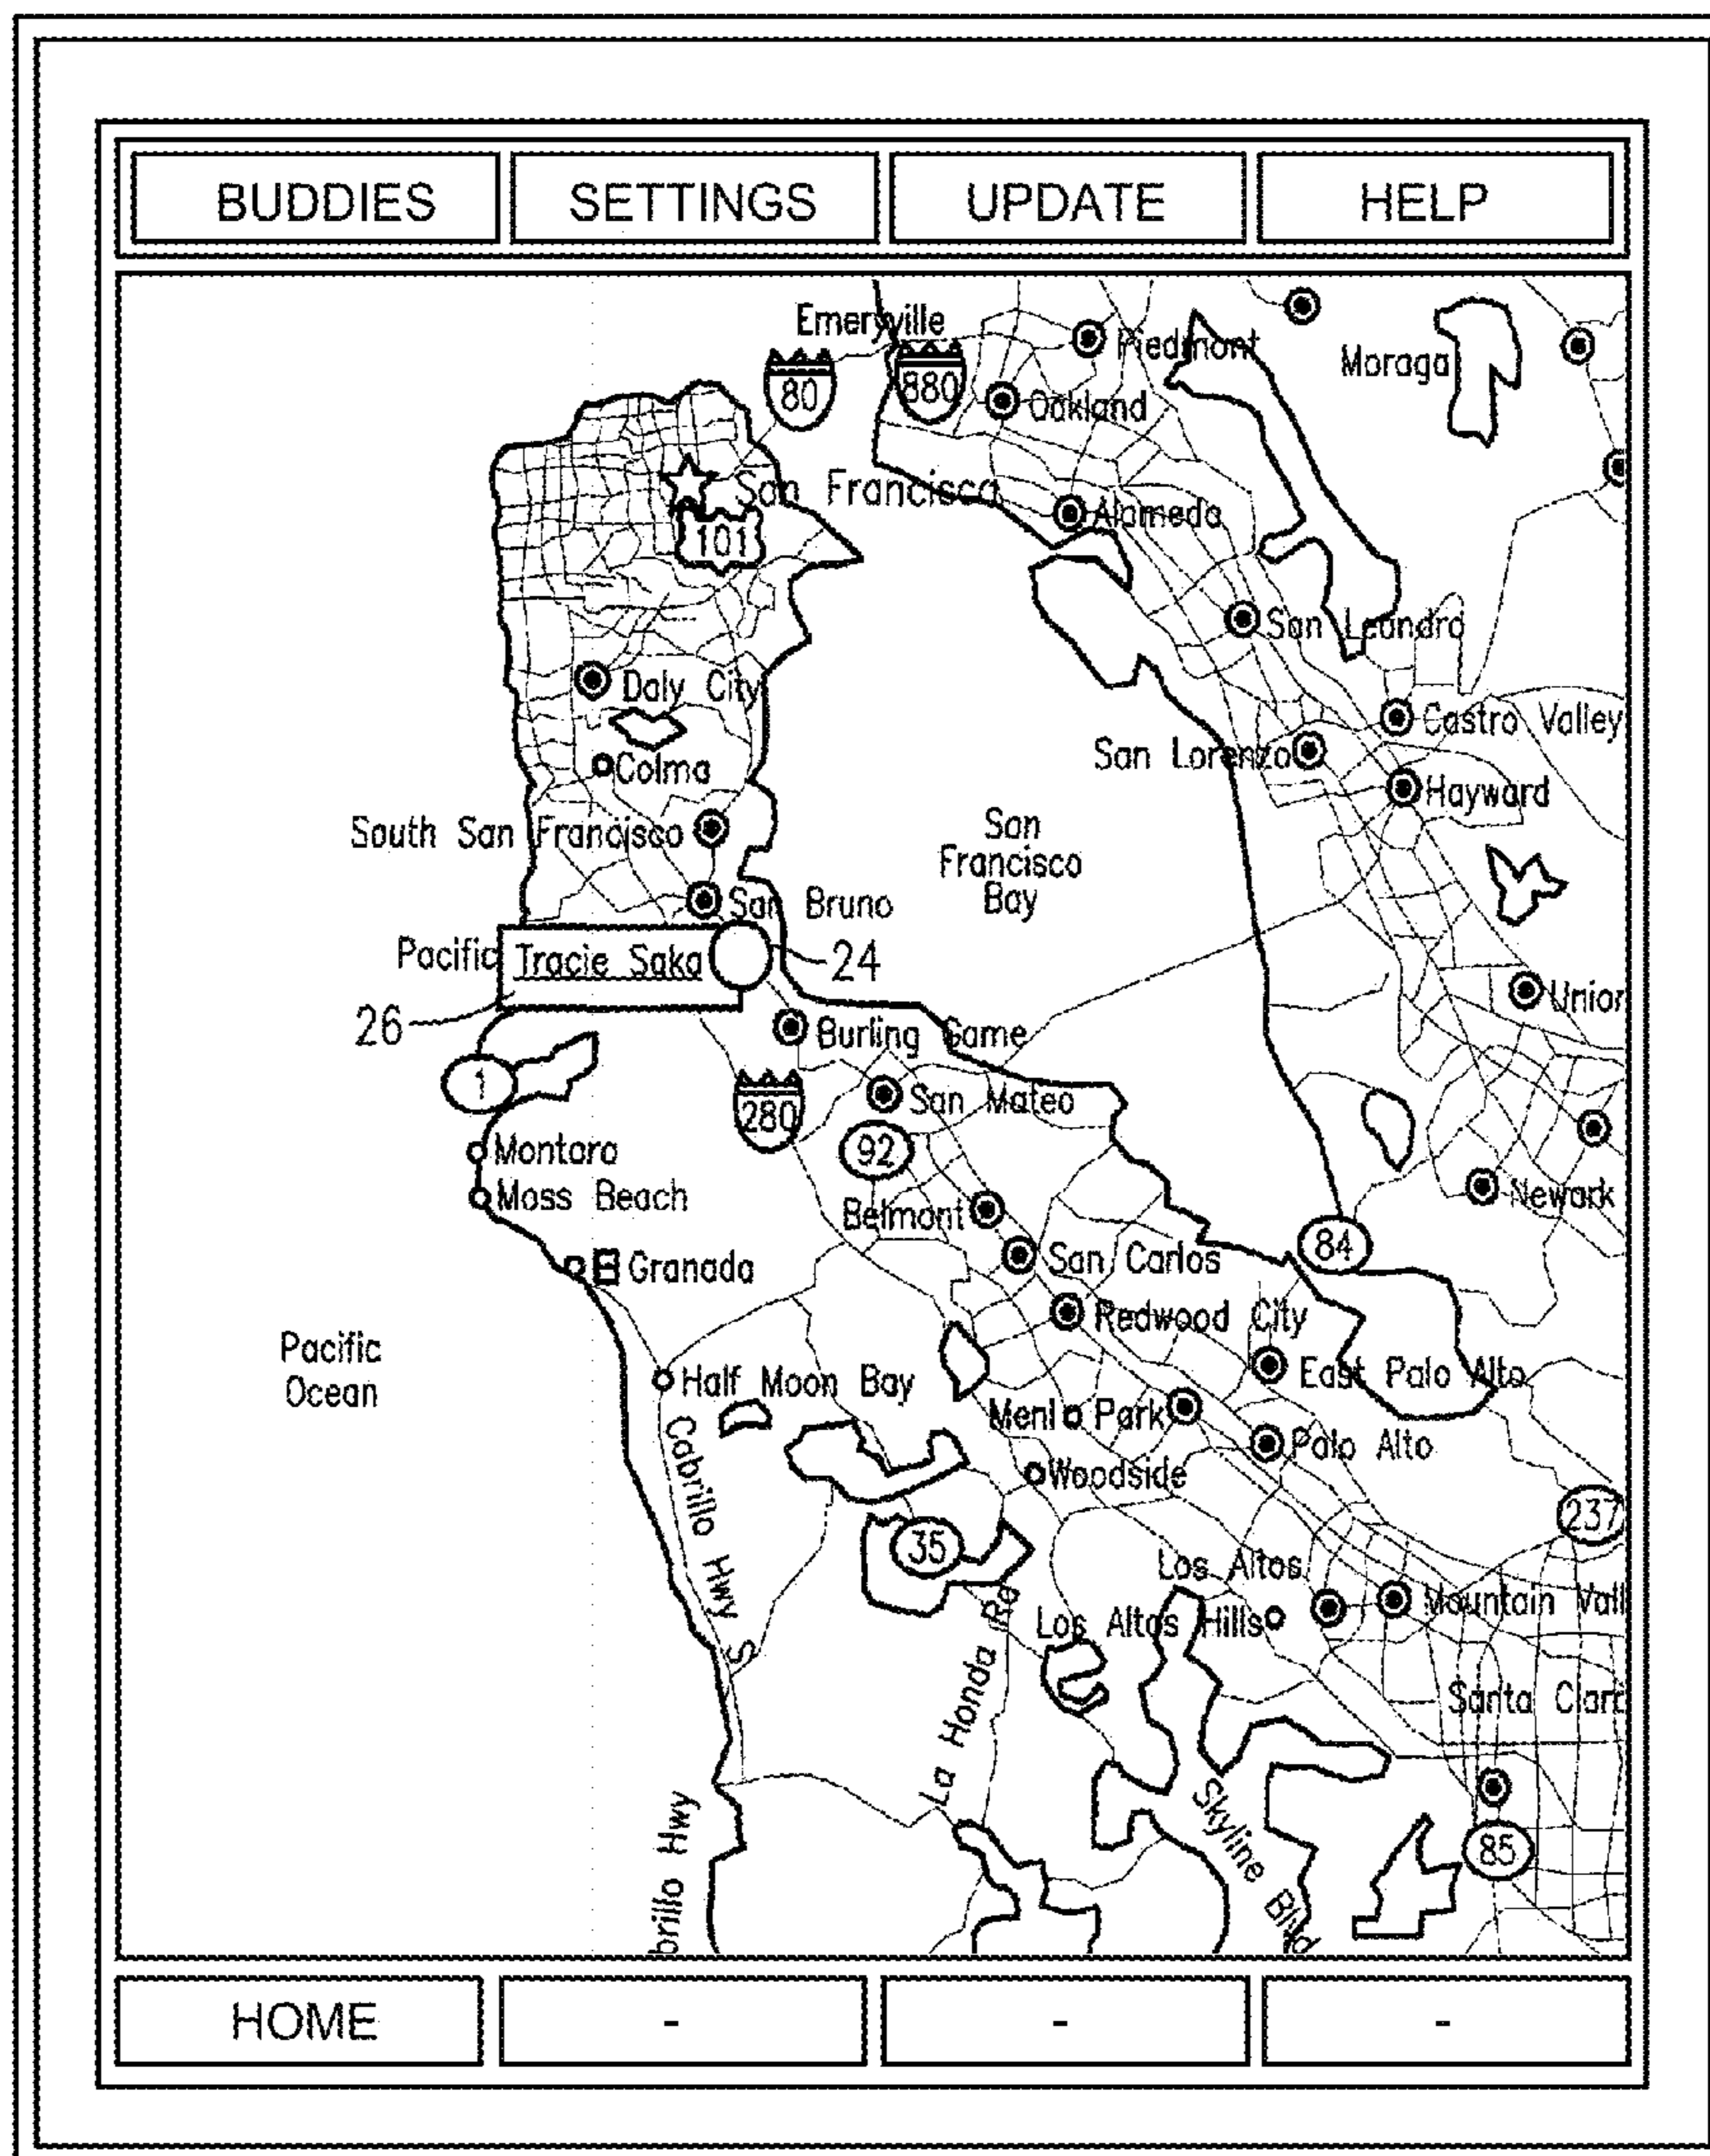 BUDDIES SETTINGS UPDATE HELP
Emeryville
Piedmont
Moraga
80
880
Oakland
San Francisca
Alameda
101
San Leandro
Daly City
Castro Valley
San Lorenzo
Colma
Hayward
South San Francisco
San
Francisco
Bay
San Bruno
Pacific
Tracie Saka
24
26
Union
Burling Game
1
280
San Mateo
92
Montara
Moss Beach
Newark
Belmont
84
San Carlos
E Granada
Redwood City
Pacific
Ocean
East Palo Alto
Half Moon Bay
Menlo Park
Palo Alto
Woodside
Cabrillo Hwy S
237
35
Los Altos
Mountain Vall
Los Altos Hills
La Honda Rd
Santa Clara
Skyline Blvd
85
brillo Hwy
HOME - - -